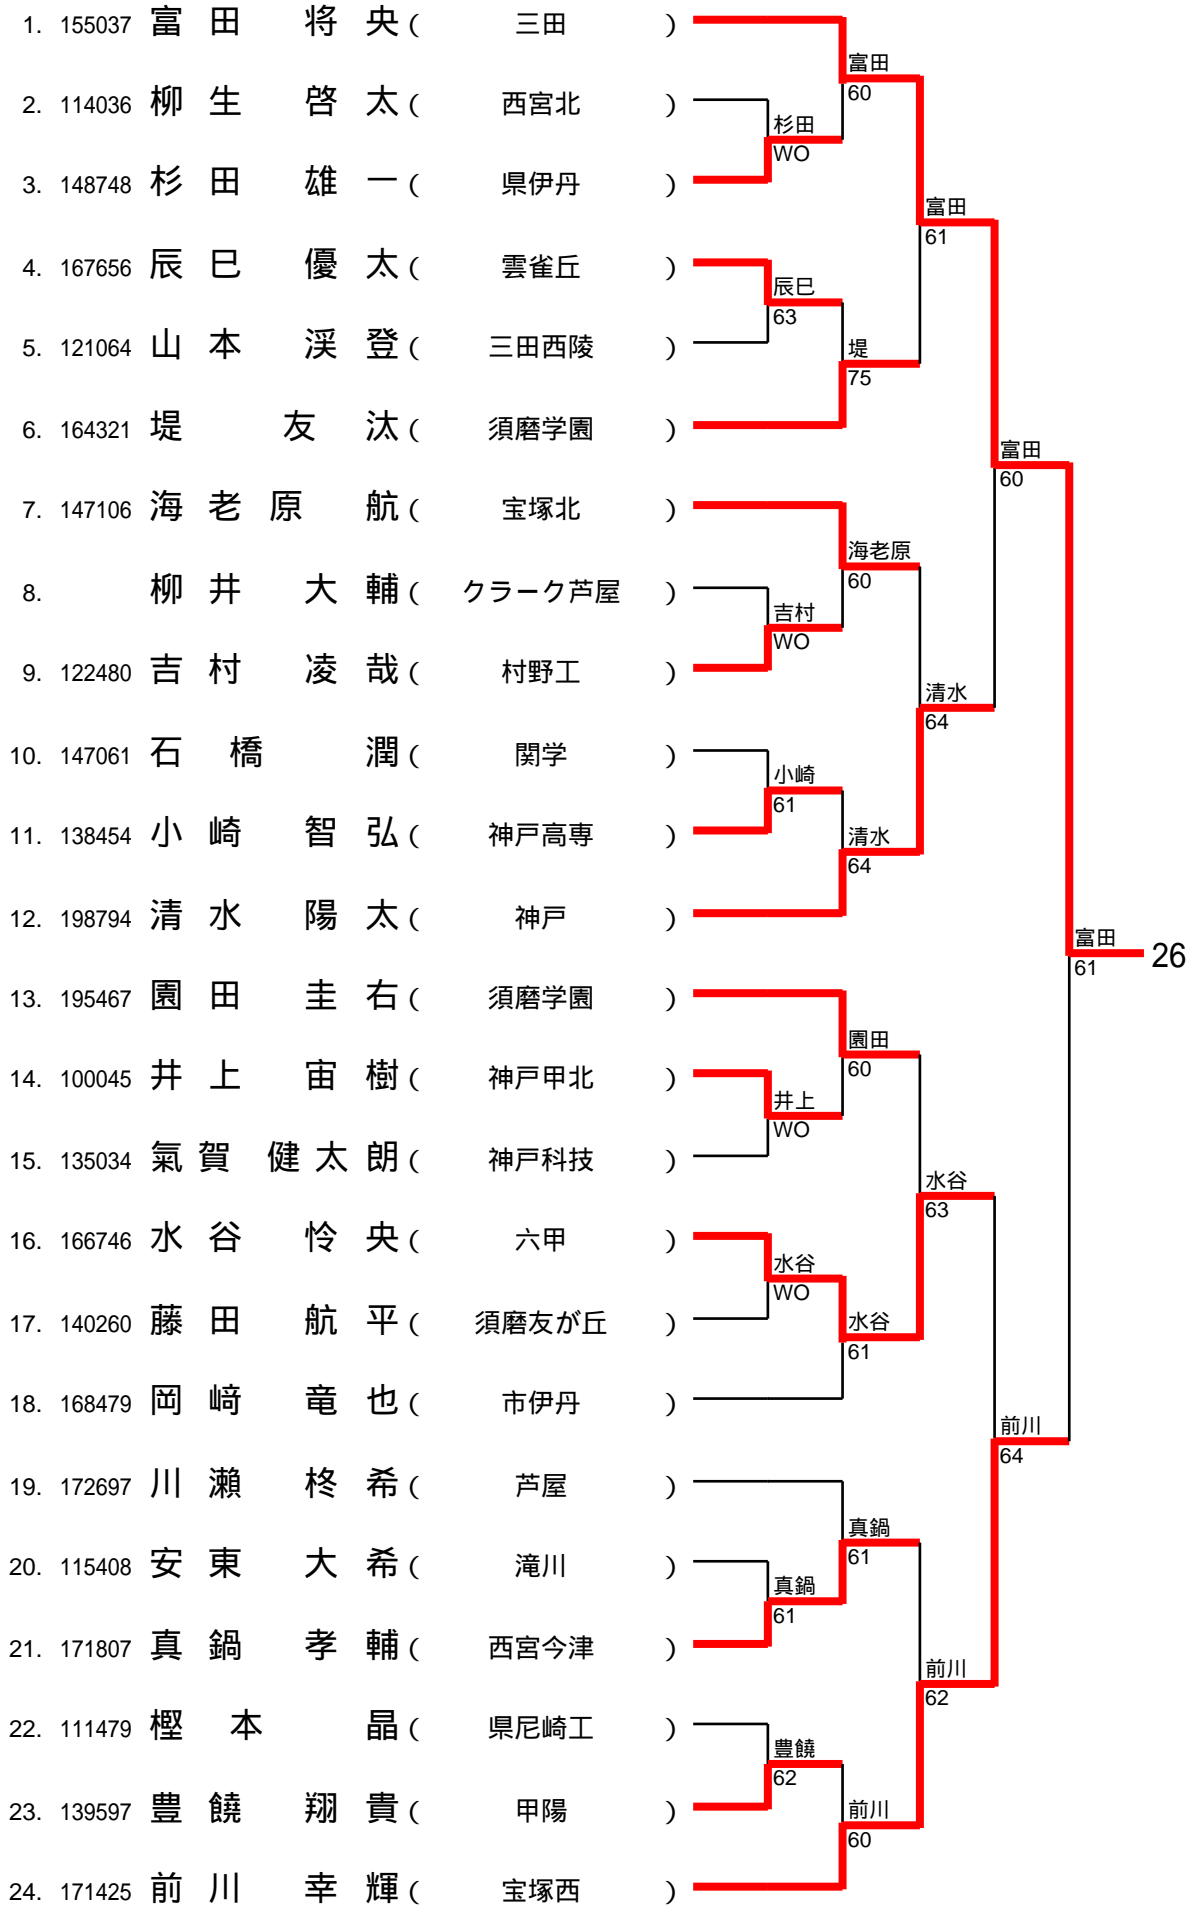 1. 155037 富田 将央 ( 三田 )
富田
60
2. 114036 柳生 啓太 ( 西宮北 )
杉田
WO
3. 148748 杉田 雄一 ( 県伊丹 )
富田
61
4. 167656 辰巳 優太 ( 雲雀丘 )
辰巳
63
5. 121064 山本 渓登 ( 三田西陵 )
堤
75
6. 164321 堤 友汰 ( 須磨学園 )
富田
60
7. 147106 海老原 航 ( 宝塚北 )
海老原
60
8. 柳井 大輔 ( クラーク芦屋 )
吉村
WO
9. 122480 吉村 凌哉 ( 村野工 )
清水
64
10. 147061 石橋 潤 ( 関学 )
小崎
61
11. 138454 小崎 智弘 ( 神戸高専 )
清水
64
12. 198794 清水 陽太 ( 神戸 )
富田
61
26
13. 195467 園田 圭右 ( 須磨学園 )
園田
60
14. 100045 井上 宙樹 ( 神戸甲北 )
井上
WO
15. 135034 氣賀 健太朗 ( 神戸科技 )
水谷
63
16. 166746 水谷 怜央 ( 六甲 )
水谷
WO
17. 140260 藤田 航平 ( 須磨友が丘 )
水谷
61
18. 168479 岡﨑 竜也 ( 市伊丹 )
前川
64
19. 172697 川瀨 柊希 ( 芦屋 )
真鍋
61
20. 115408 安東 大希 ( 滝川 )
真鍋
61
21. 171807 真鍋 孝輔 ( 西宮今津 )
前川
62
22. 111479 樫本 晶 ( 県尼崎工 )
豊饒
62
23. 139597 豊饒 翔貴 ( 甲陽 )
前川
60
24. 171425 前川 幸輝 ( 宝塚西 )